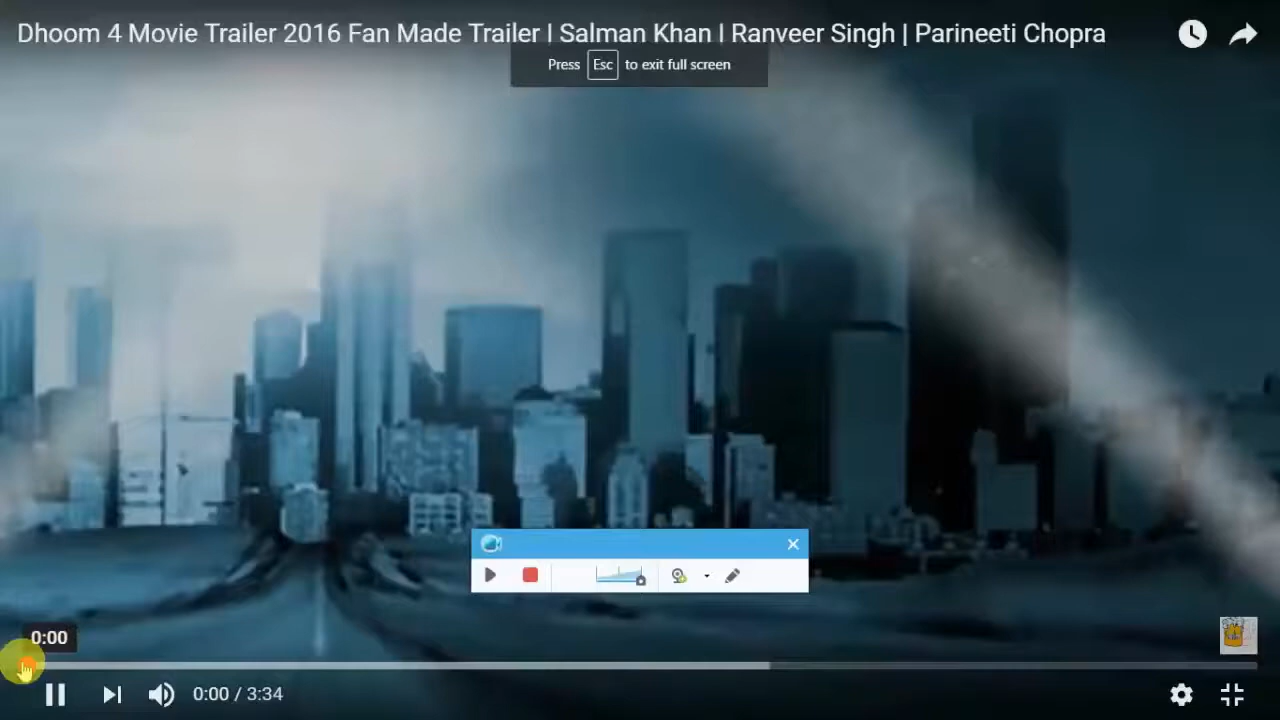 Dhoom 4 Movie Trailer 2016 Fan Made Trailer l Salman Khan l Ranveer Singh | Parineeti Chopra
Press Esc to exit full screen
0:00
0:00 / 3:34